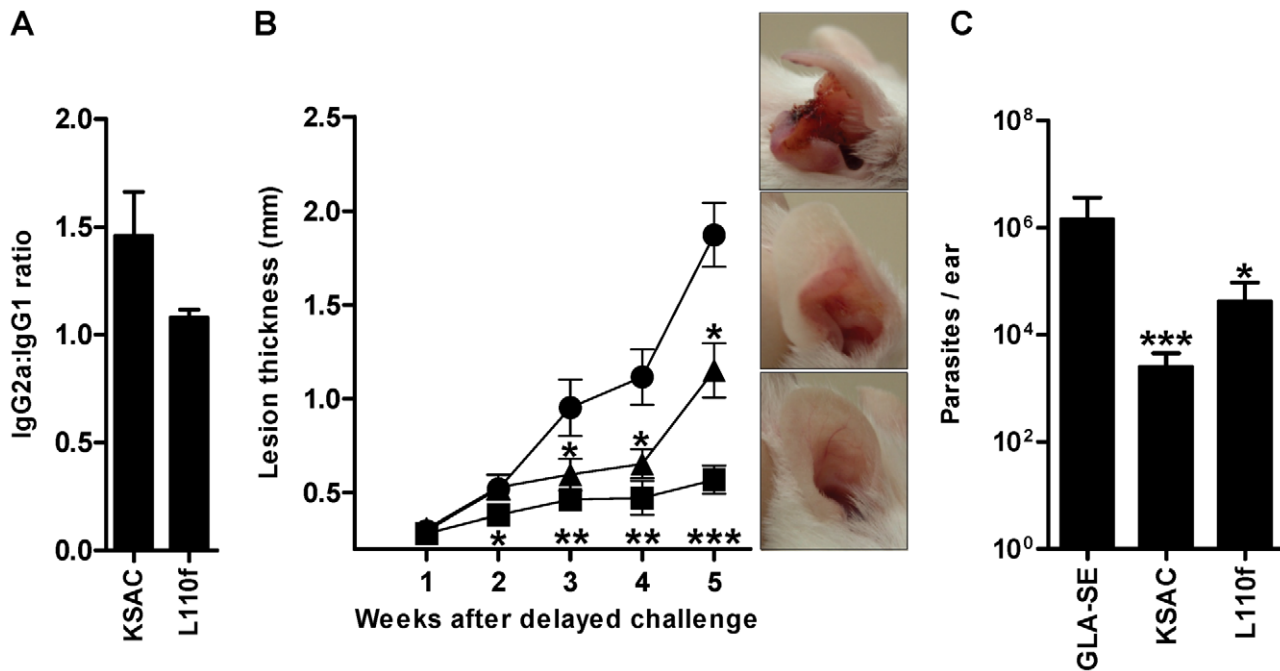 A
2.0
1.5
1.0
0.5
0.0
IgG2a:IgG1 ratio
KSAC
L110f
B
2.5
2.0
1.5
1.0
0.5
Lesion thickness (mm)
*
*
*
* ** ** ***
1 2 3 4 5
Weeks after delayed challenge
C
10⁸
10⁶
10⁴
10²
10⁰
Parasites / ear
***
*
GLA-SE
KSAC
L110f